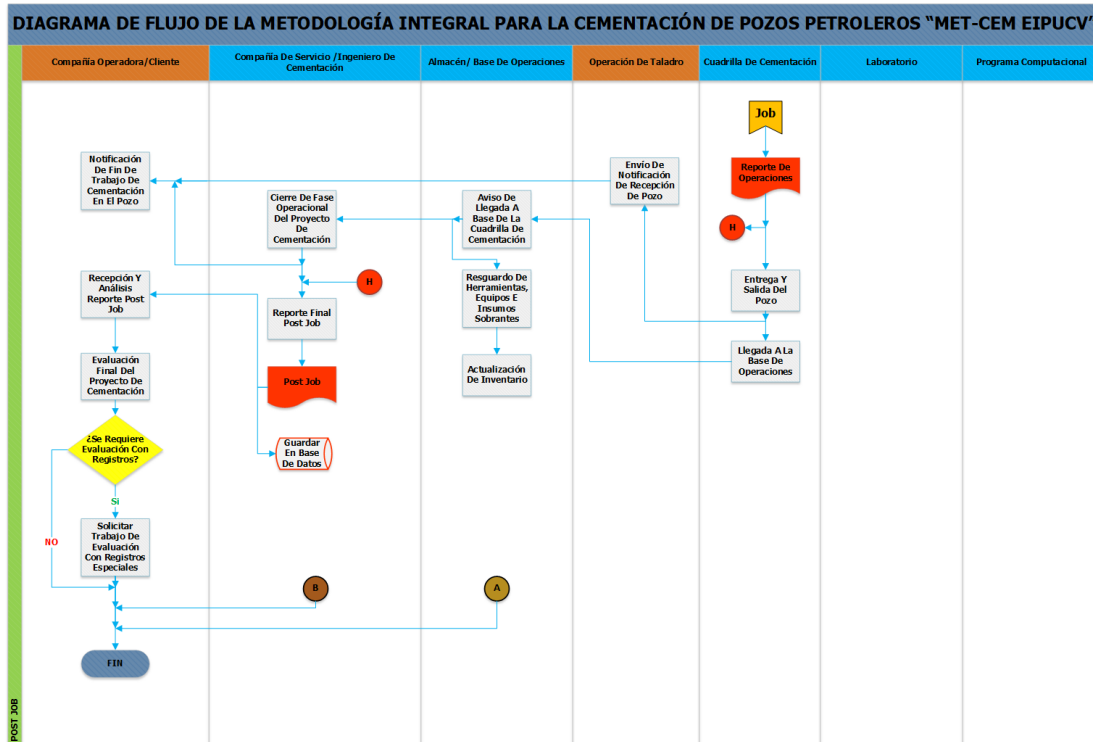 DIAGRAMA DE FLUJO DE LA METODOLOGÍA INTEGRAL PARA LA CEMENTACIÓN DE POZOS PETROLEROS “MET-CEM EIPUCV”
Compañía Operadora/Cliente
Compañía De Servicio /Ingeniero De
Cementación
Almacén/ Base De Operaciones
Operación De Taladro
Cuadrilla De Cementación
Laboratorio
Programa Computacional
Job
Notificación
De Fin De
Trabajo De
Cementación
En El Pozo
Cierre De Fase
Operacional
Del Proyecto
De
Cementación
Aviso De
Llegada A
Base De La
Cuadrilla De
Cementación
Envío De
Notificación
De Recepción
De Pozo
Reporte De
Operaciones
H
Recepción Y
Análisis
Reporte Post
Job
H
Resguardo De
Herramientas,
Equipos E
Insumos
Sobrantes
Entrega Y
Salida Del
Pozo
Reporte Final
Post Job
Llegada A La
Base De
Operaciones
Evaluación
Final Del
Proyecto De
Cementación
Post Job
Actualización
De Inventario
¿Se Requiere
Evaluación Con
Registros?
Guardar
En Base
De Datos
Si
NO
Solicitar
Trabajo De
Evaluación
Con Registros
Especiales
B
A
FIN
POST JOB